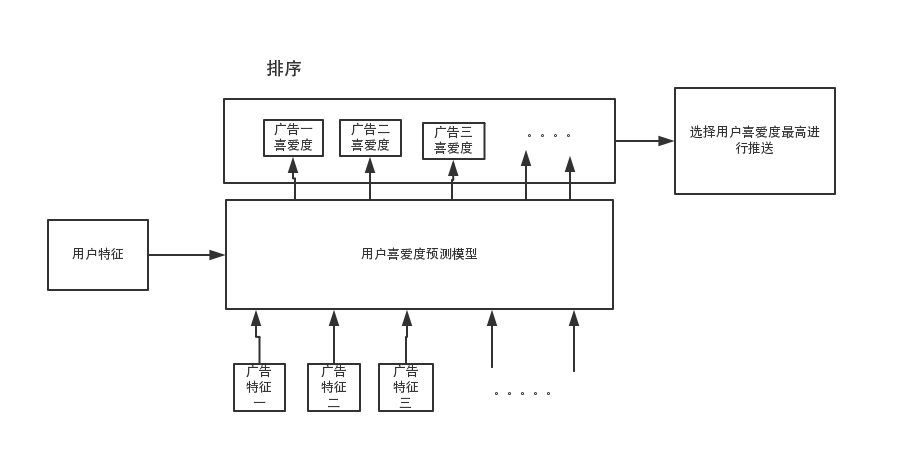 排序
广告一
喜爱度
广告二
喜爱度
广告三
喜爱度
。。。。
选择用户喜爱度最高进
行推送
用户特征
用户喜爱度预测模型
广告
特征
一
广告
特征
二
广告
特征
三
。。。。。